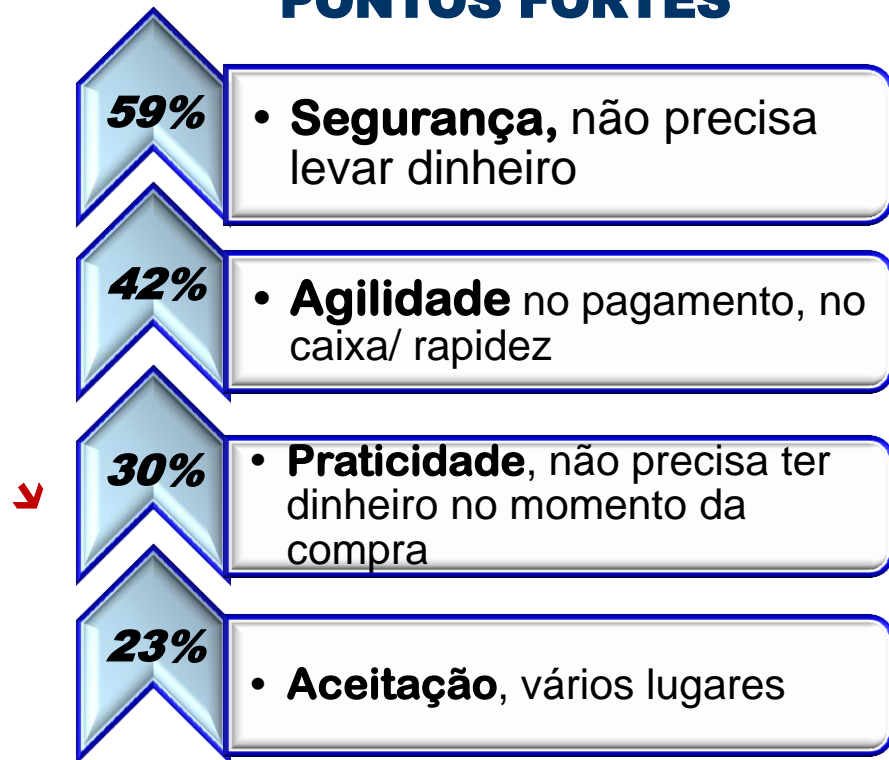 PONTOS FORTES
59%
• Segurança, não precisa
levar dinheiro
42%
• Agilidade no pagamento, no
caixa/ rapidez
30%
• Praticidade, não precisa ter
dinheiro no momento da
compra
23%
• Aceitação, vários lugares